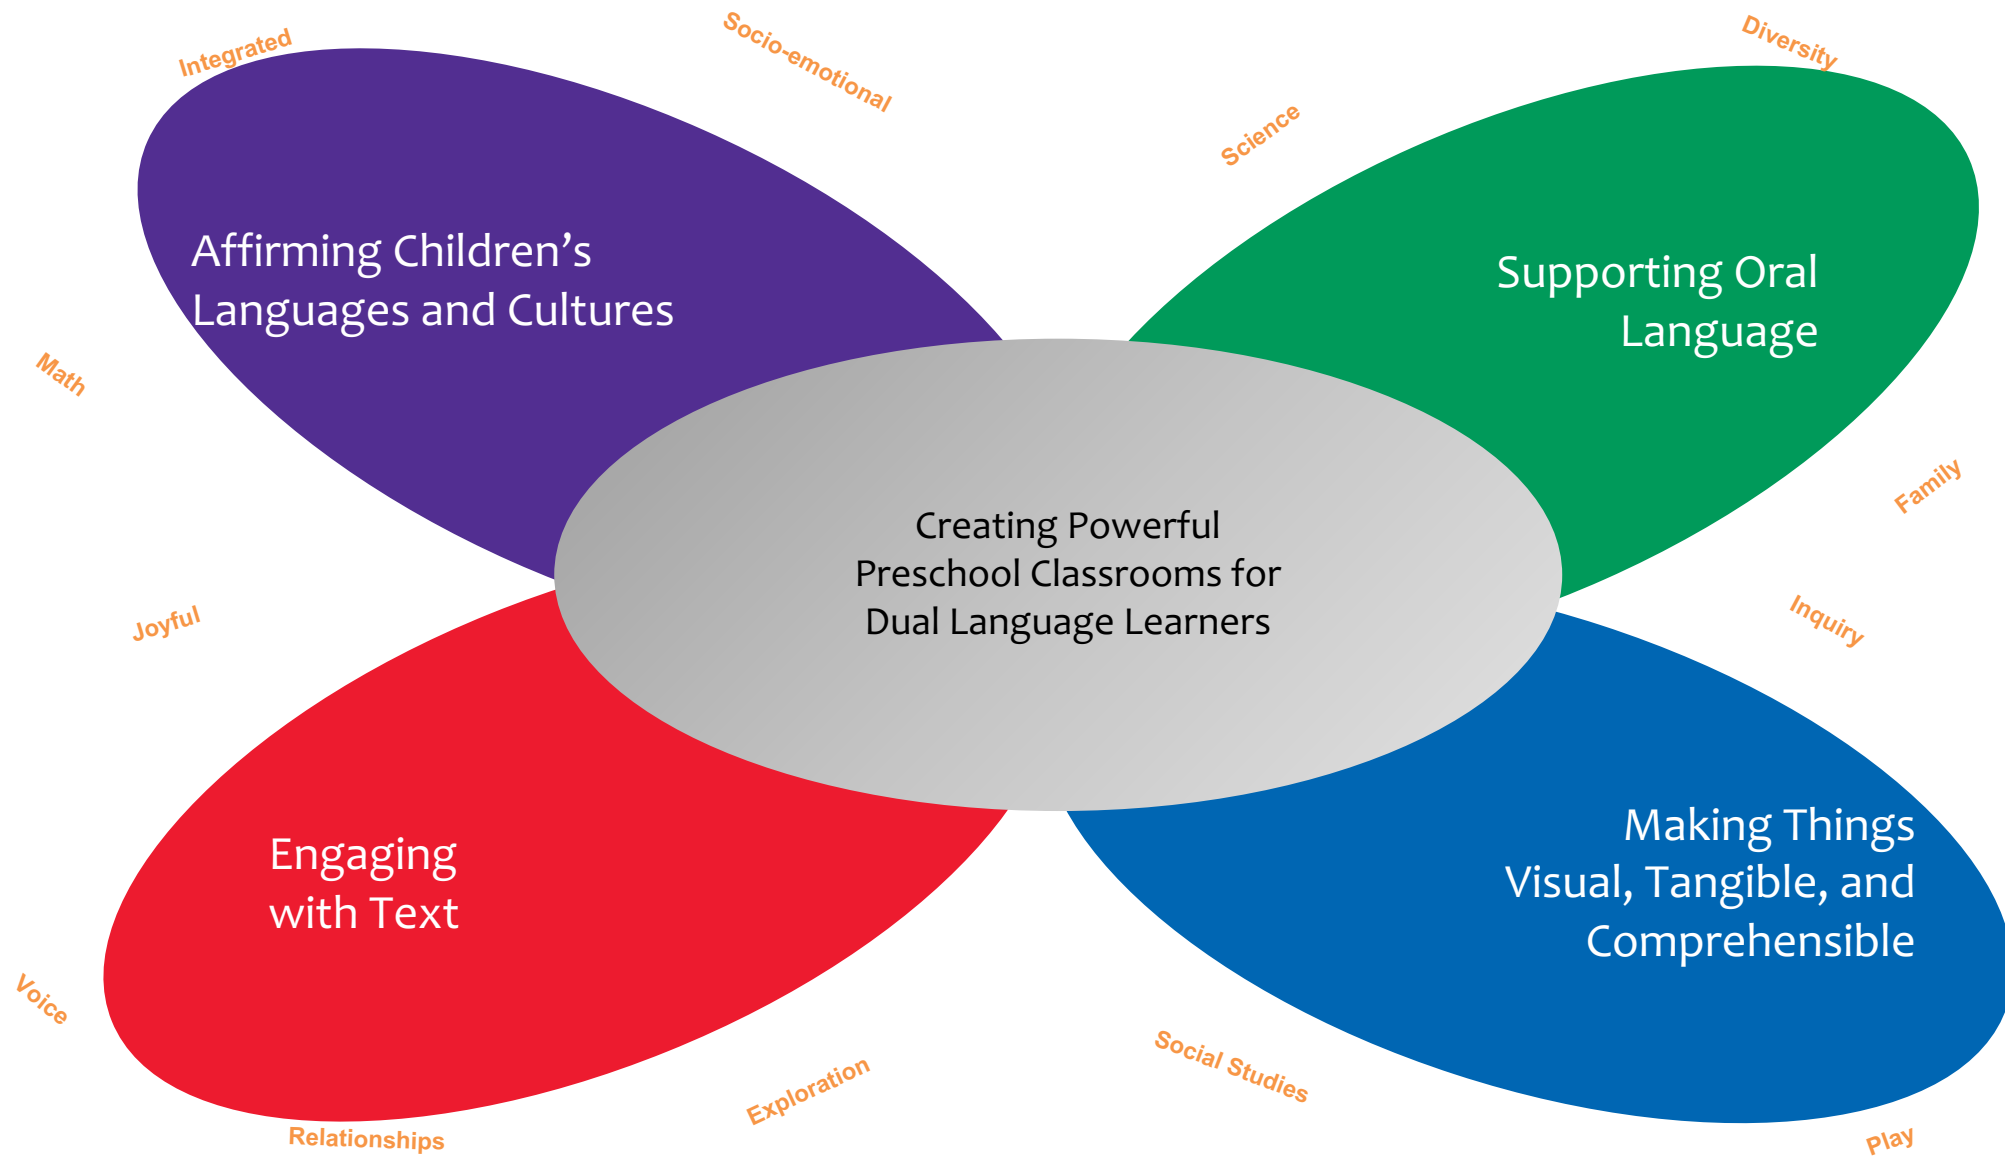 Integrated
Socio-emotional
Diversity
Science
Affirming Children’s
Languages and Cultures
Supporting Oral
Language
Math
Family
Creating Powerful
Preschool Classrooms for
Dual Language Learners
Joyful
Inquiry
Engaging
with Text
Making Things
Visual, Tangible, and
Comprehensible
Voice
Exploration
Social Studies
Relationships
Play